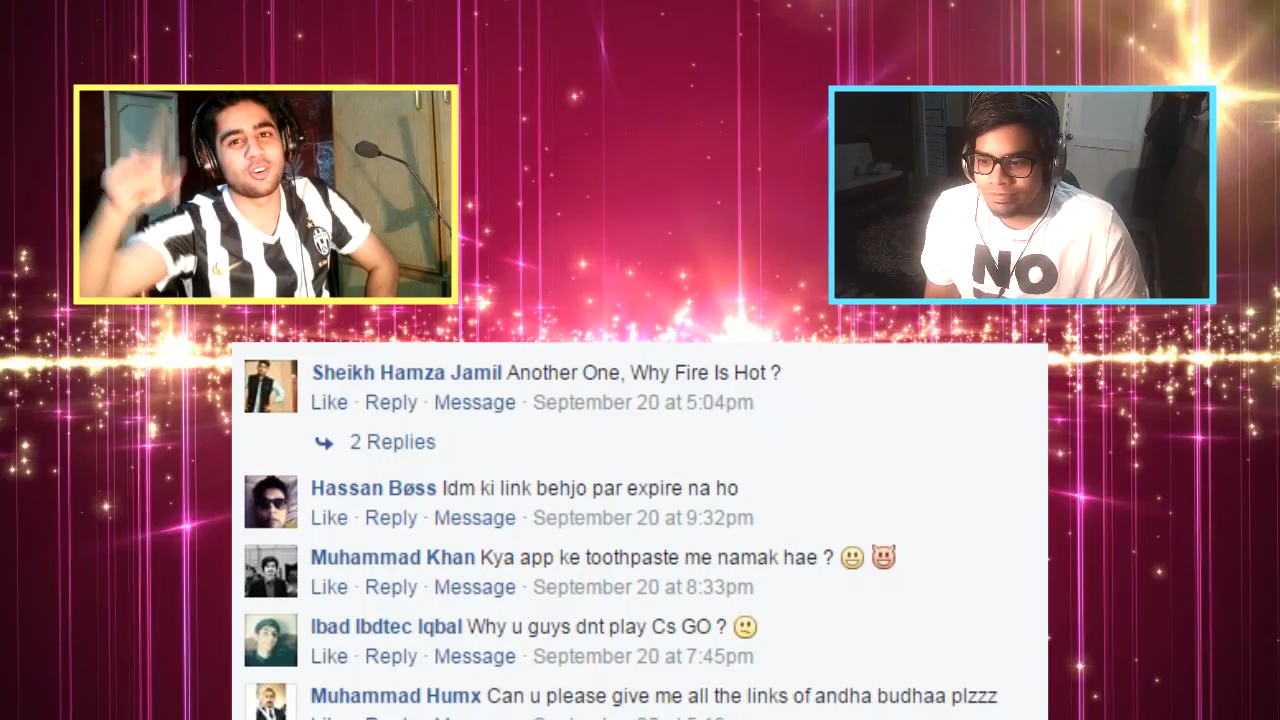 NO
Sheikh Hamza Jamil Another One, Why Fire Is Hot ?
Like · Reply · Message · September 20 at 5:04pm
2 Replies
Hassan Bøss Idm ki link behjo par expire na ho
Like · Reply · Message · September 20 at 9:32pm
Muhammad Khan Kya app ke toothpaste me namak hae ? 😀 😈
Like · Reply · Message · September 20 at 8:33pm
Ibad Ibdtec Iqbal Why u guys dnt play Cs GO ? 😕
Like · Reply · Message · September 20 at 7:45pm
Muhammad Humx Can u please give me all the links of andha budhaa plzzz